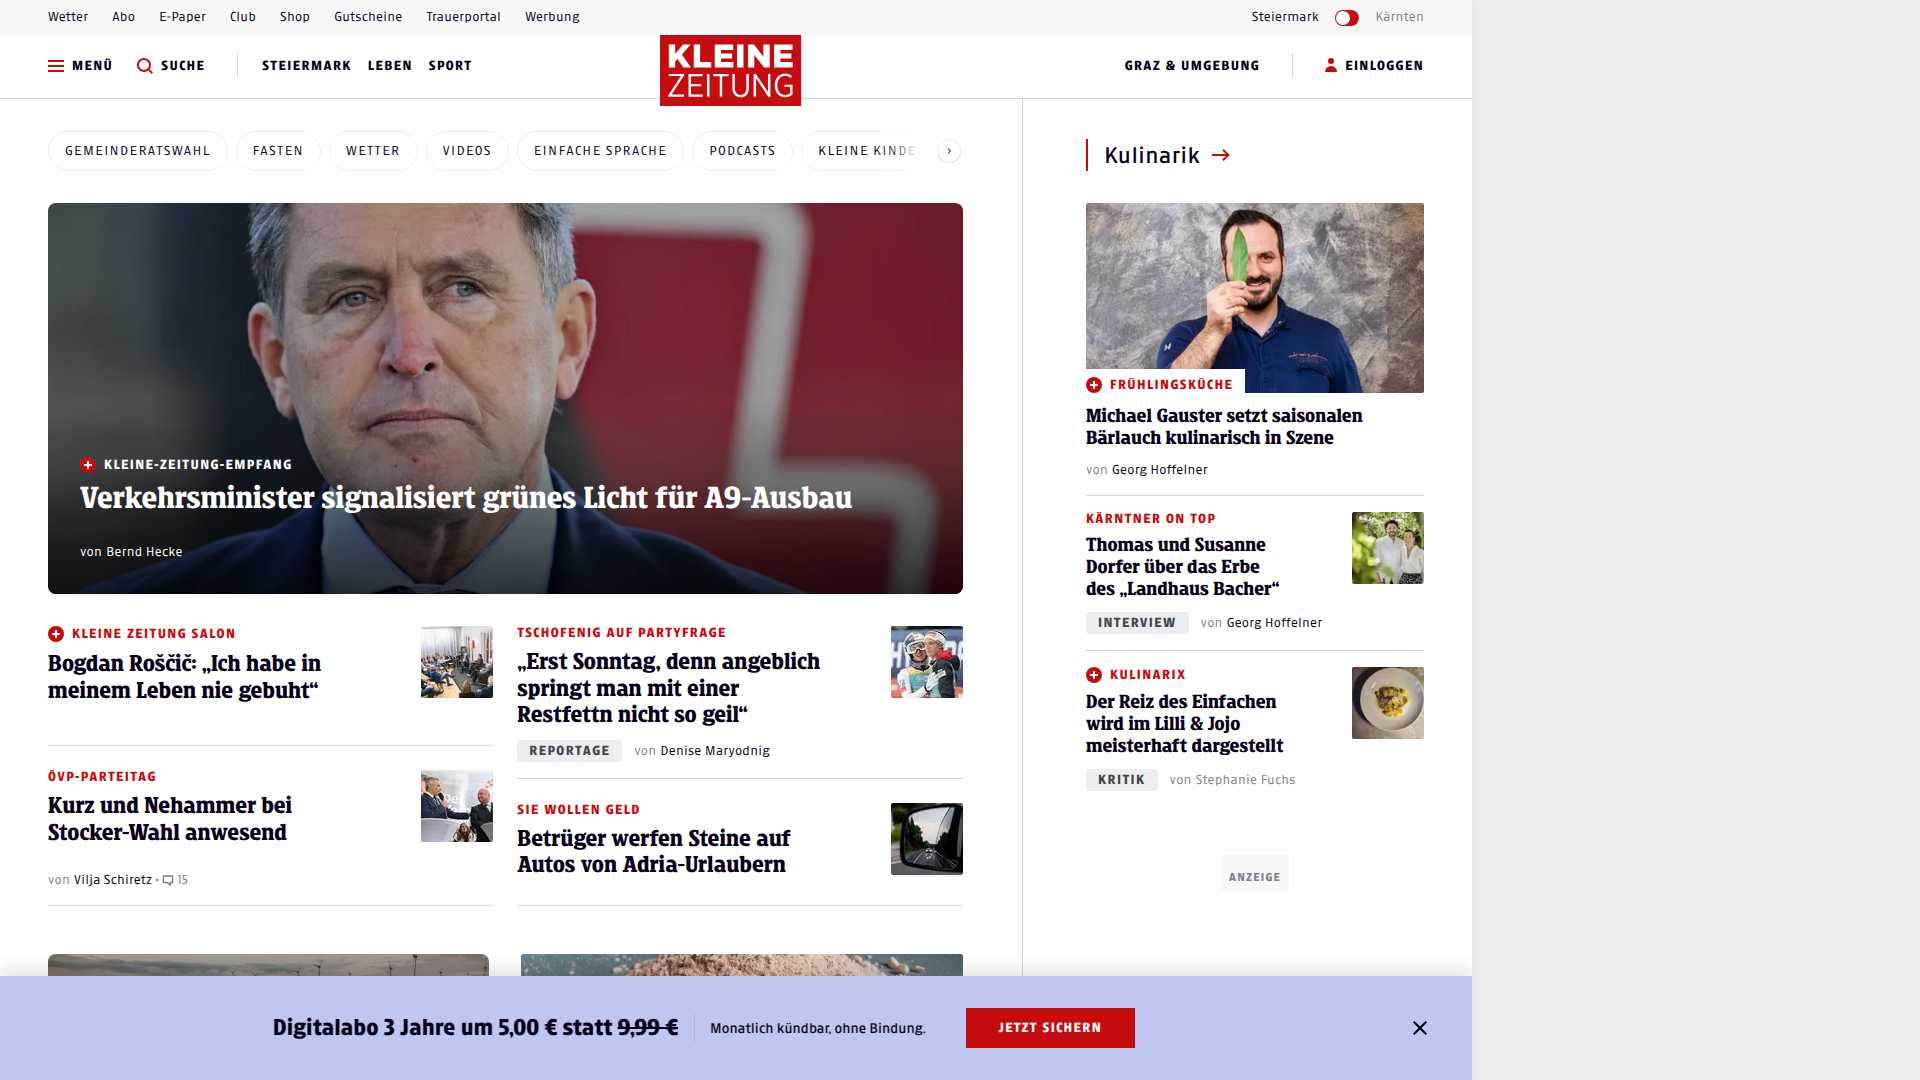 Wetter Abo E-Paper Club Shop Gutscheine Trauerportal Werbung Steiermark Kärnten
MENÜ SUCHE STEIERMARK LEBEN SPORT KLEINE ZEITUNG GRAZ & UMGEBUNG EINLOGGEN
GEMEINDERATSWAHL FASTEN WETTER VIDEOS EINFACHE SPRACHE PODCASTS KLEINE KINDE
KLEINE-ZEITUNG-EMPFANG
Verkehrsminister signalisiert grünes Licht für A9-Ausbau
von Bernd Hecke
KLEINE ZEITUNG SALON
Bogdan Roščič: „Ich habe in
meinem Leben nie gebuht“
ÖVP-PARTEITAG
Kurz und Nehammer bei
Stocker-Wahl anwesend
von Vilja Schiretz • 15
TSCHOFENIG AUF PARTYFRAGE
„Erst Sonntag, denn angeblich
springt man mit einer
Restfettn nicht so geil“
REPORTAGE von Denise Maryodnig
SIE WOLLEN GELD
Betrüger werfen Steine auf
Autos von Adria-Urlaubern
Kulinarik
FRÜHLINGSKÜCHE
Michael Gauster setzt saisonalen
Bärlauch kulinarisch in Szene
von Georg Hoffelner
KÄRNTNER ON TOP
Thomas und Susanne
Dorfer über das Erbe
des „Landhaus Bacher“
INTERVIEW von Georg Hoffelner
KULINARIX
Der Reiz des Einfachen
wird im Lilli & Jojo
meisterhaft dargestellt
KRITIK von Stephanie Fuchs
ANZEIGE
Digitalabo 3 Jahre um 5,00 € statt 9,99 € Monatlich kündbar, ohne Bindung. JETZT SICHERN